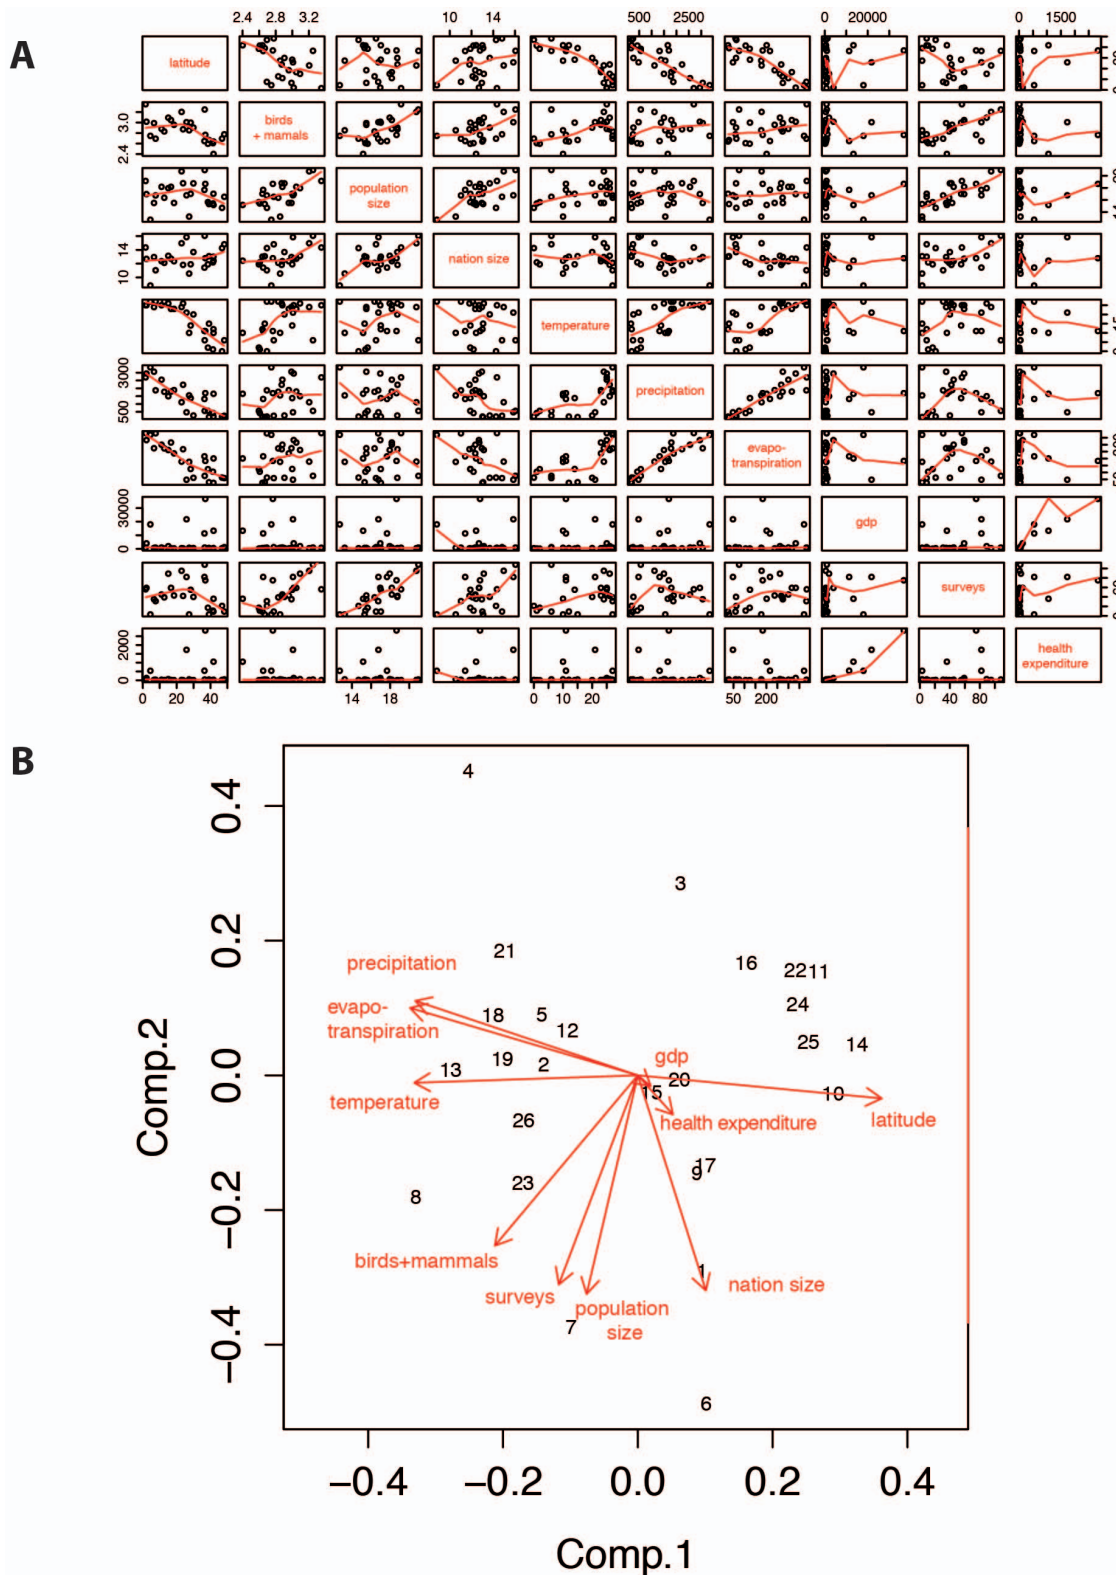 A
2.4 2.8 3.2
10 14
500 2500
0 20000
0 1500
latitude
3.0
2.4
birds
+ mamals
population
size
14
10
nation size
temperature
3000
500
precipitation
evapo-
transpiration
30000
0
gdp
surveys
2000
0
health
expenditure
0 20 40
14 18
0 10 20
50 200
0 40 80
B
Comp.2
0.4
0.2
0.0
−0.2
−0.4
4
3
21
precipitation
16
22 11
evapo-
transpiration
18
5
12
24
25
14
gdp
13
19
2
20
15
10
temperature
health expenditure
latitude
26
17
9
23
8
birds+mammals
1
surveys
nation size
population
size
7
6
−0.4 −0.2 0.0 0.2 0.4
Comp.1